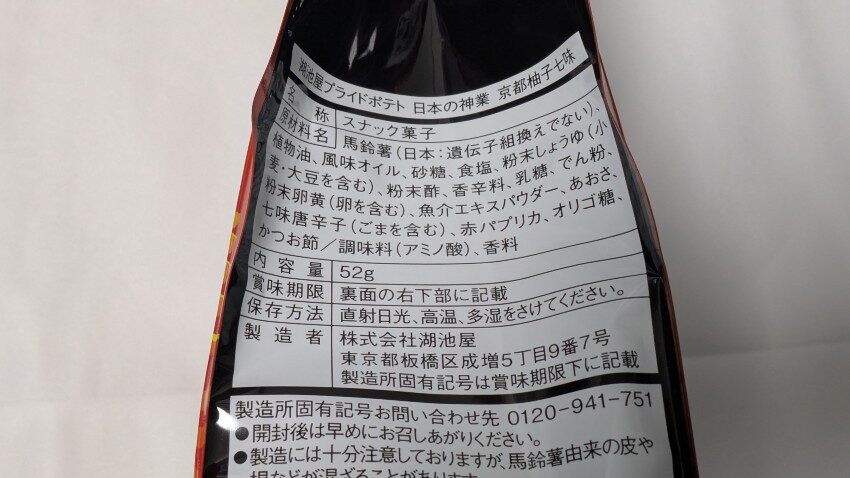 湖池屋プライドポテト 日本の神業 京都柚子七味
名称 スナック菓子
原材料名 馬鈴薯(日本:遺伝子組換えでない)、
植物油、風味オイル、砂糖、食塩、粉末しょうゆ(小
麦・大豆を含む)、粉末酢、香辛料、乳糖、でん粉、
粉末卵黄(卵を含む)、魚介エキスパウダー、あおさ、
七味唐辛子(ごまを含む)、赤パプリカ、オリゴ糖、
かつお節/調味料(アミノ酸)、香料
内容量 52g
賞味期限 裏面の右下部に記載
保存方法 直射日光、高温、多湿をさけてください。
製造者 株式会社湖池屋
東京都板橋区成増5丁目9番7号
製造所固有記号は賞味期限下に記載
製造所固有記号お問い合わせ先 0120-941-751
●開封後は早めにお召しあがりください。
●製造には十分注意しておりますが、馬鈴薯由来の皮や
根などが混ざることがあります